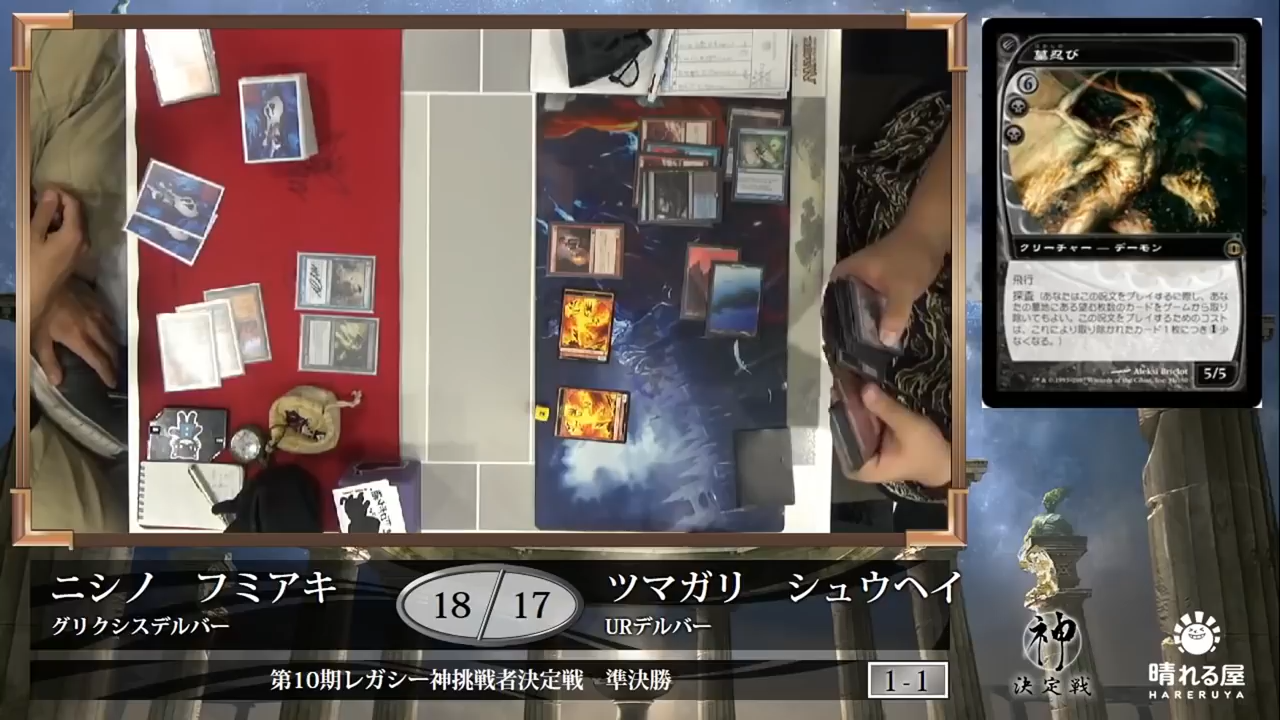 墓忍び
6
クリーチャー — デーモン
飛行
探査（あなたはこの呪文をプレイするに際し、あな
たの墓地にある望む枚数のカードをゲームから取り
除いてもよい。この呪文をプレイするためのコスト
は、これにより取り除かれたカード1枚につき1少
なくなる。）
Aleksi Briclot
5/5
ニシノ フミアキ
グリクシスデルバー
18/17
ツマガリ シュウヘイ
URデルバー
第10期レガシー神挑戦者決定戦 準決勝
1-1
神
決定戦
晴れる屋
HARERUYA